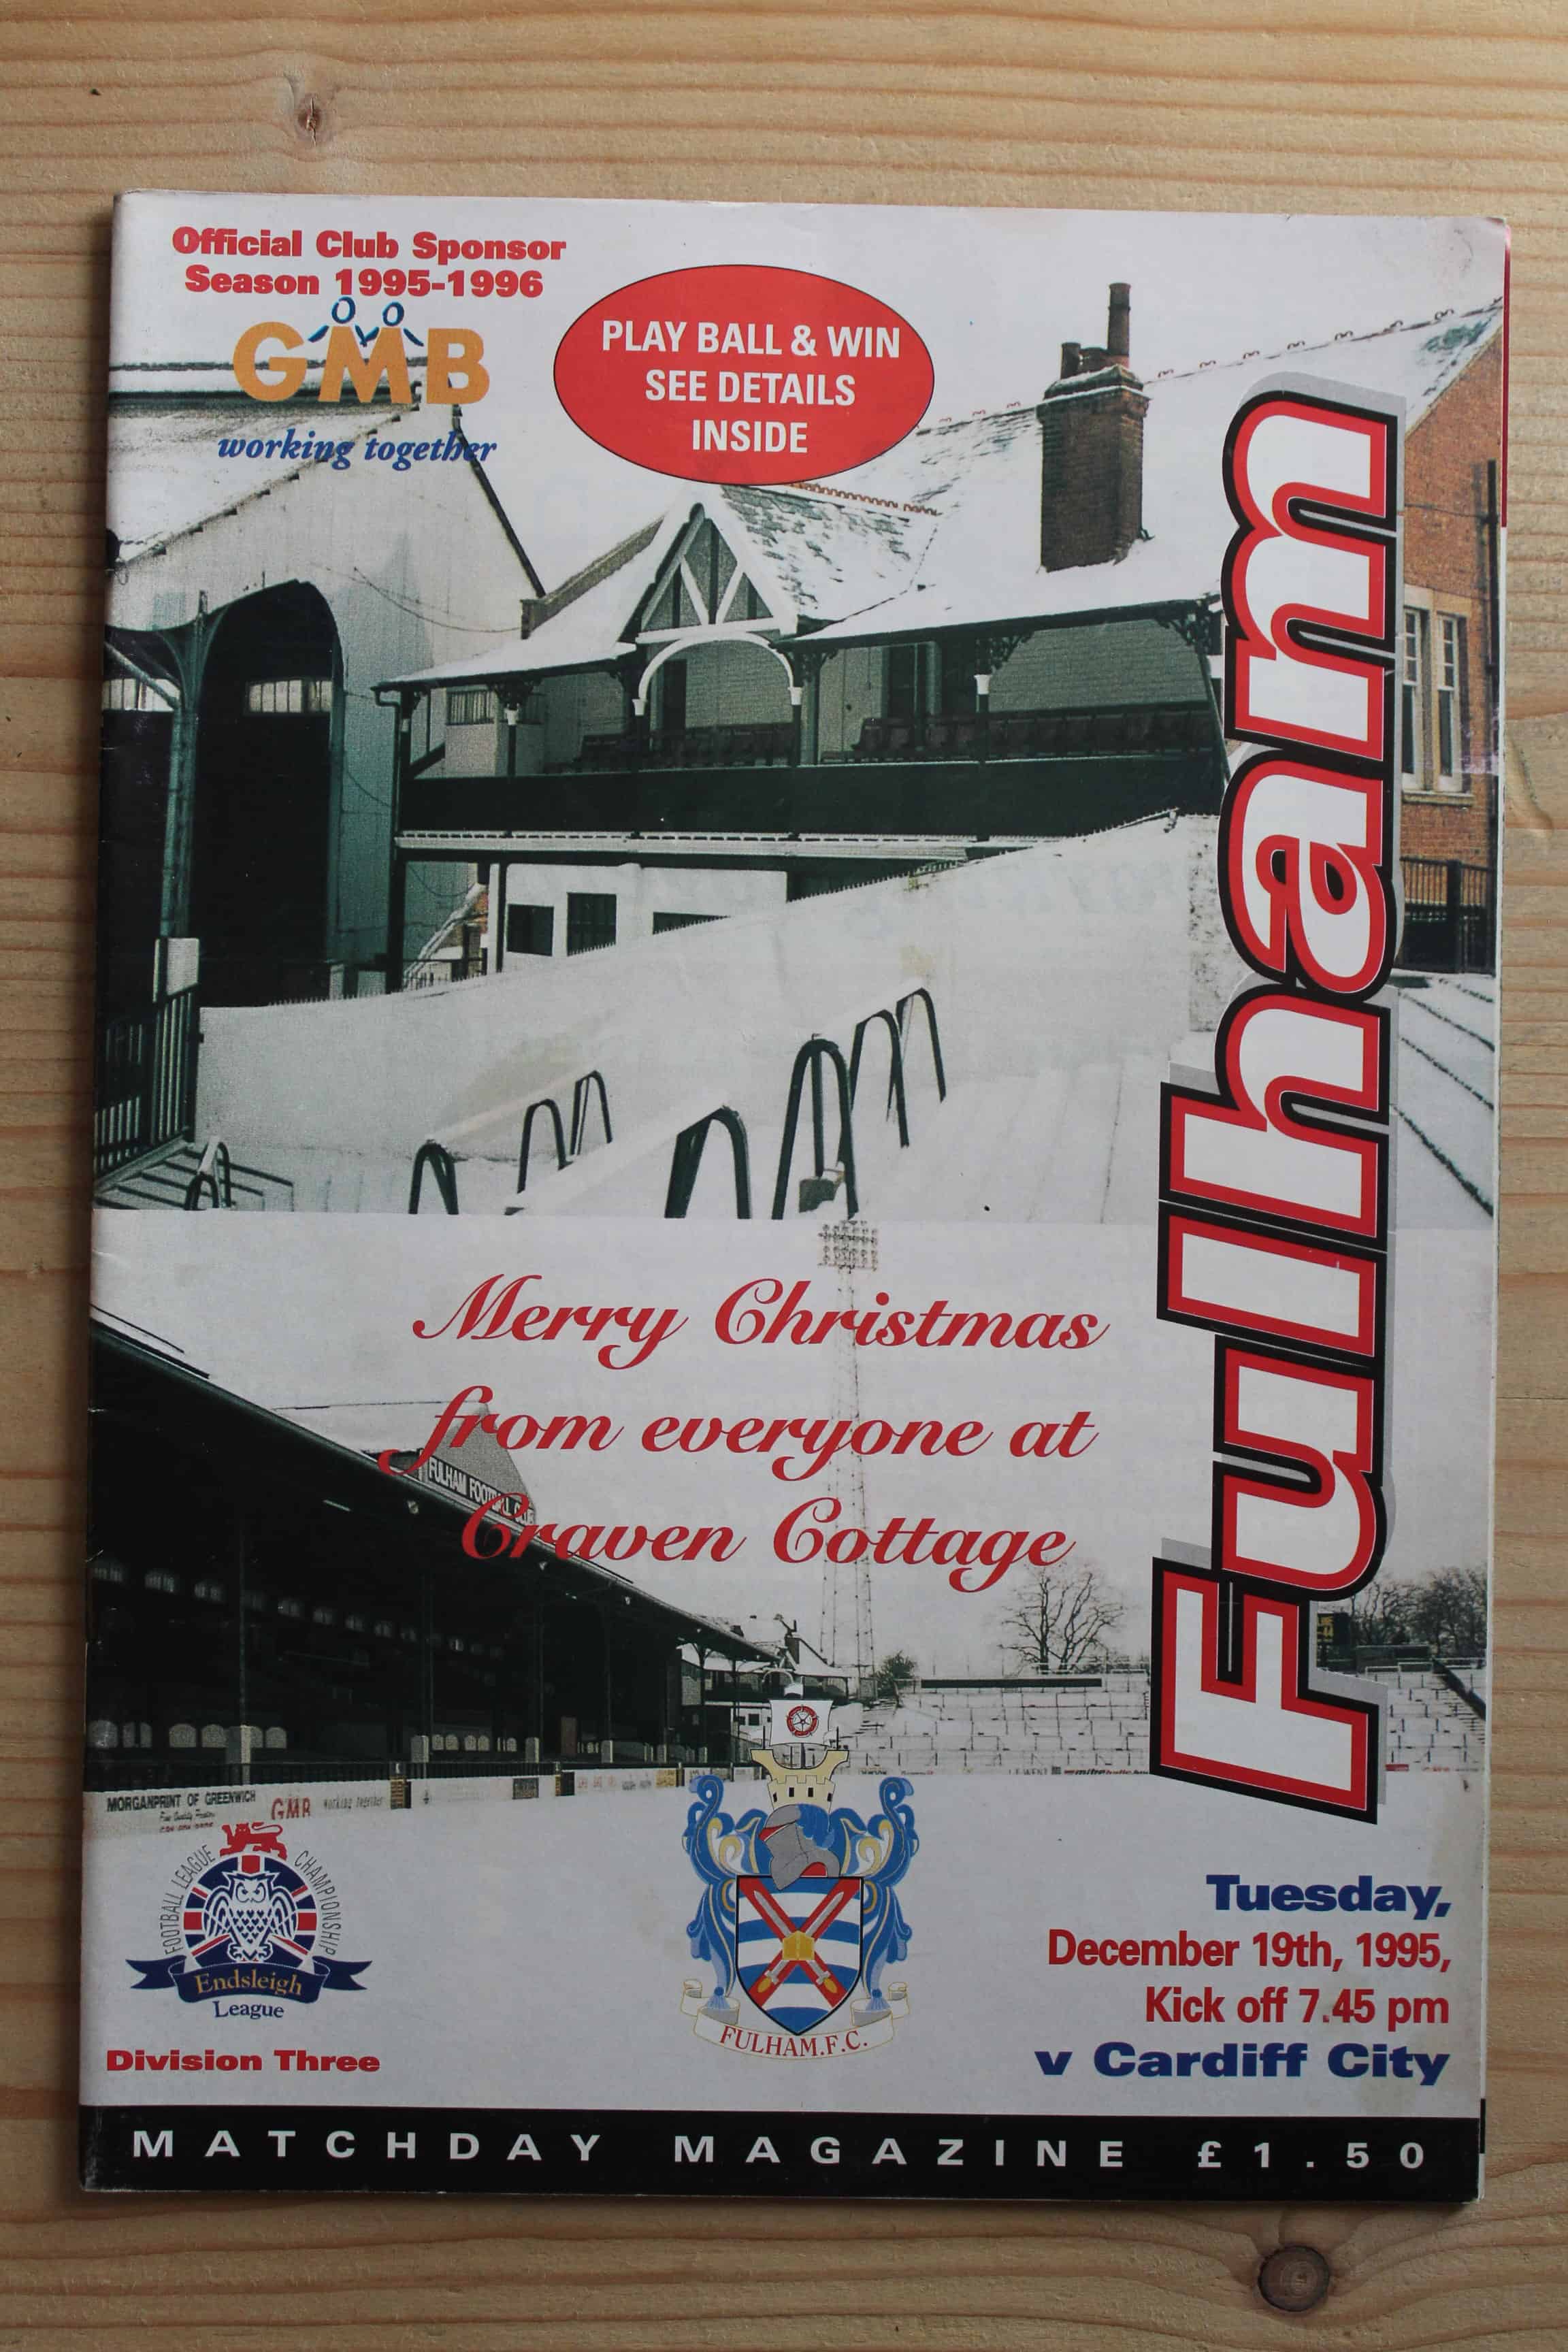 Official Club Sponsor
Season 1995-1996
GMB
working together
PLAY BALL & WIN
SEE DETAILS
INSIDE
Fulham
Merry Christmas
from everyone at
Craven Cottage
FULHAM FOOTBALL CLUB
MORGANPRINT OF GREENWICH
GMB working together
FOOTBALL LEAGUE CHAMPIONSHIP
Endsleigh
League
Division Three
FULHAM.F.C.
Tuesday,
December 19th, 1995,
Kick off 7.45 pm
v Cardiff City
MATCHDAY MAGAZINE £1.50